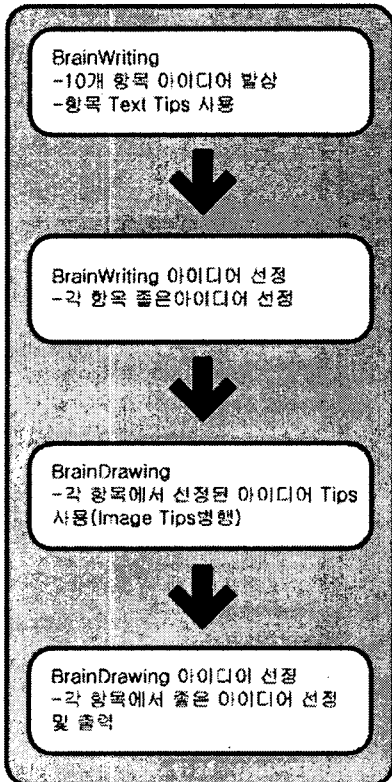 BrainWriting
-10개 항목 아이디어 발상
-항목 Text Tips 사용
BrainWriting 아이디어 선정
-각 항목 좋은아이디어 선정
BrainDrawing
-각 항목에서 선정된 아이디어 Tips
사용(Image Tips병행)
BrainDrawing 아이디어 선정
-각 항목에서 좋은 아이디어 선정
및 출력